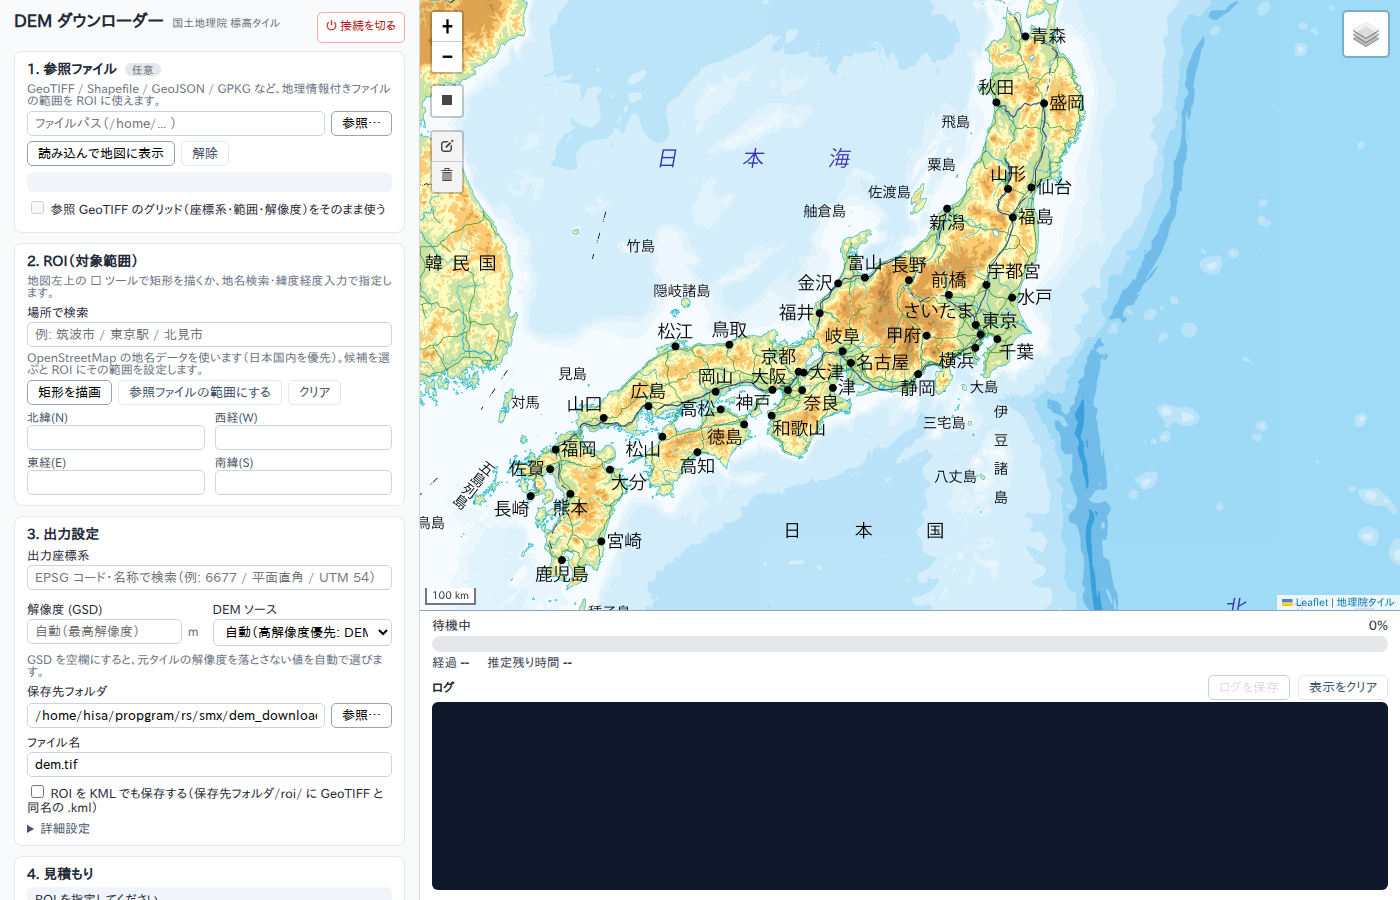 DEM ダウンローダー 国土地理院 標高タイル
接続を切る
1. 参照ファイル 任意
GeoTIFF / Shapefile / GeoJSON / GPKG など、地理情報付きファイル
の範囲を ROI に使えます。
ファイルパス（/home/... ）
参照…
読み込んで地図に表示 解除
参照 GeoTIFF のグリッド（座標系・範囲・解像度）をそのまま使う
2. ROI（対象範囲）
地図左上の □ ツールで矩形を描くか、地名検索・緯度経度入力で指定し
ます。
場所で検索
例: 筑波市 / 東京駅 / 北見市
OpenStreetMap の地名データを使います（日本国内を優先）。候補を選
ぶと ROI にその範囲を設定します。
矩形を描画 参照ファイルの範囲にする クリア
北緯(N) 西経(W)
東経(E) 南緯(S)
3. 出力設定
出力座標系
EPSG コード・名称で検索（例: 6677 / 平面直角 / UTM 54）
解像度 (GSD) DEM ソース
自動（最高解像度） m 自動（高解像度優先: DEM
GSD を空欄にすると、元タイルの解像度を落とさない値を自動で選びま
す。
保存先フォルダ
/home/hisa/propgram/rs/smx/dem_download
参照…
ファイル名
dem.tif
ROI を KML でも保存する（保存先フォルダ/roi/ に GeoTIFF と
同名の .kml）
▶ 詳細設定
4. 見積もり
ROI を指定してください
+
−
青森
秋田
盛岡
飛島
日本海
粟島
山形
仙台
佐渡島
舳倉島
新潟
福島
竹島
韓民国
富山
長野
宇都宮
金沢
前橋
水戸
隠岐諸島
福井
さいたま
東京
松江
鳥取
岐阜
甲府
千葉
京都
大津
名古屋
横浜
見島
岡山
大阪
津
静岡
大島
対馬
広島
神戸
奈良
山口
高松
伊豆諸島
三宅島
和歌山
徳島
福岡
松山
佐賀
高知
八丈島
五島列島
大分
長崎
熊本
鳥島
日本国
宮崎
鹿児島
種子島
北
100 km
Leaflet | 地理院タイル
待機中 0%
経過 -- 推定残り時間 --
ログ
ログを保存 表示をクリア